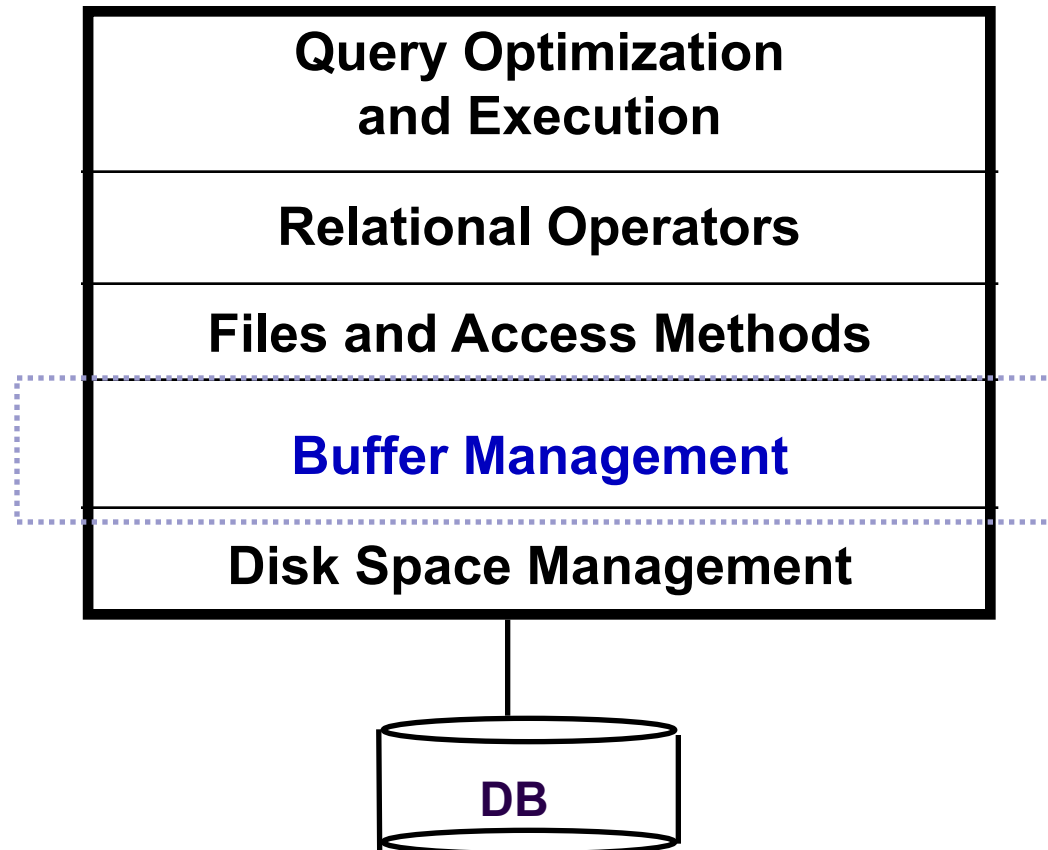 Query Optimization
and Execution
Relational Operators
Files and Access Methods
Buffer Management
Disk Space Management
DB